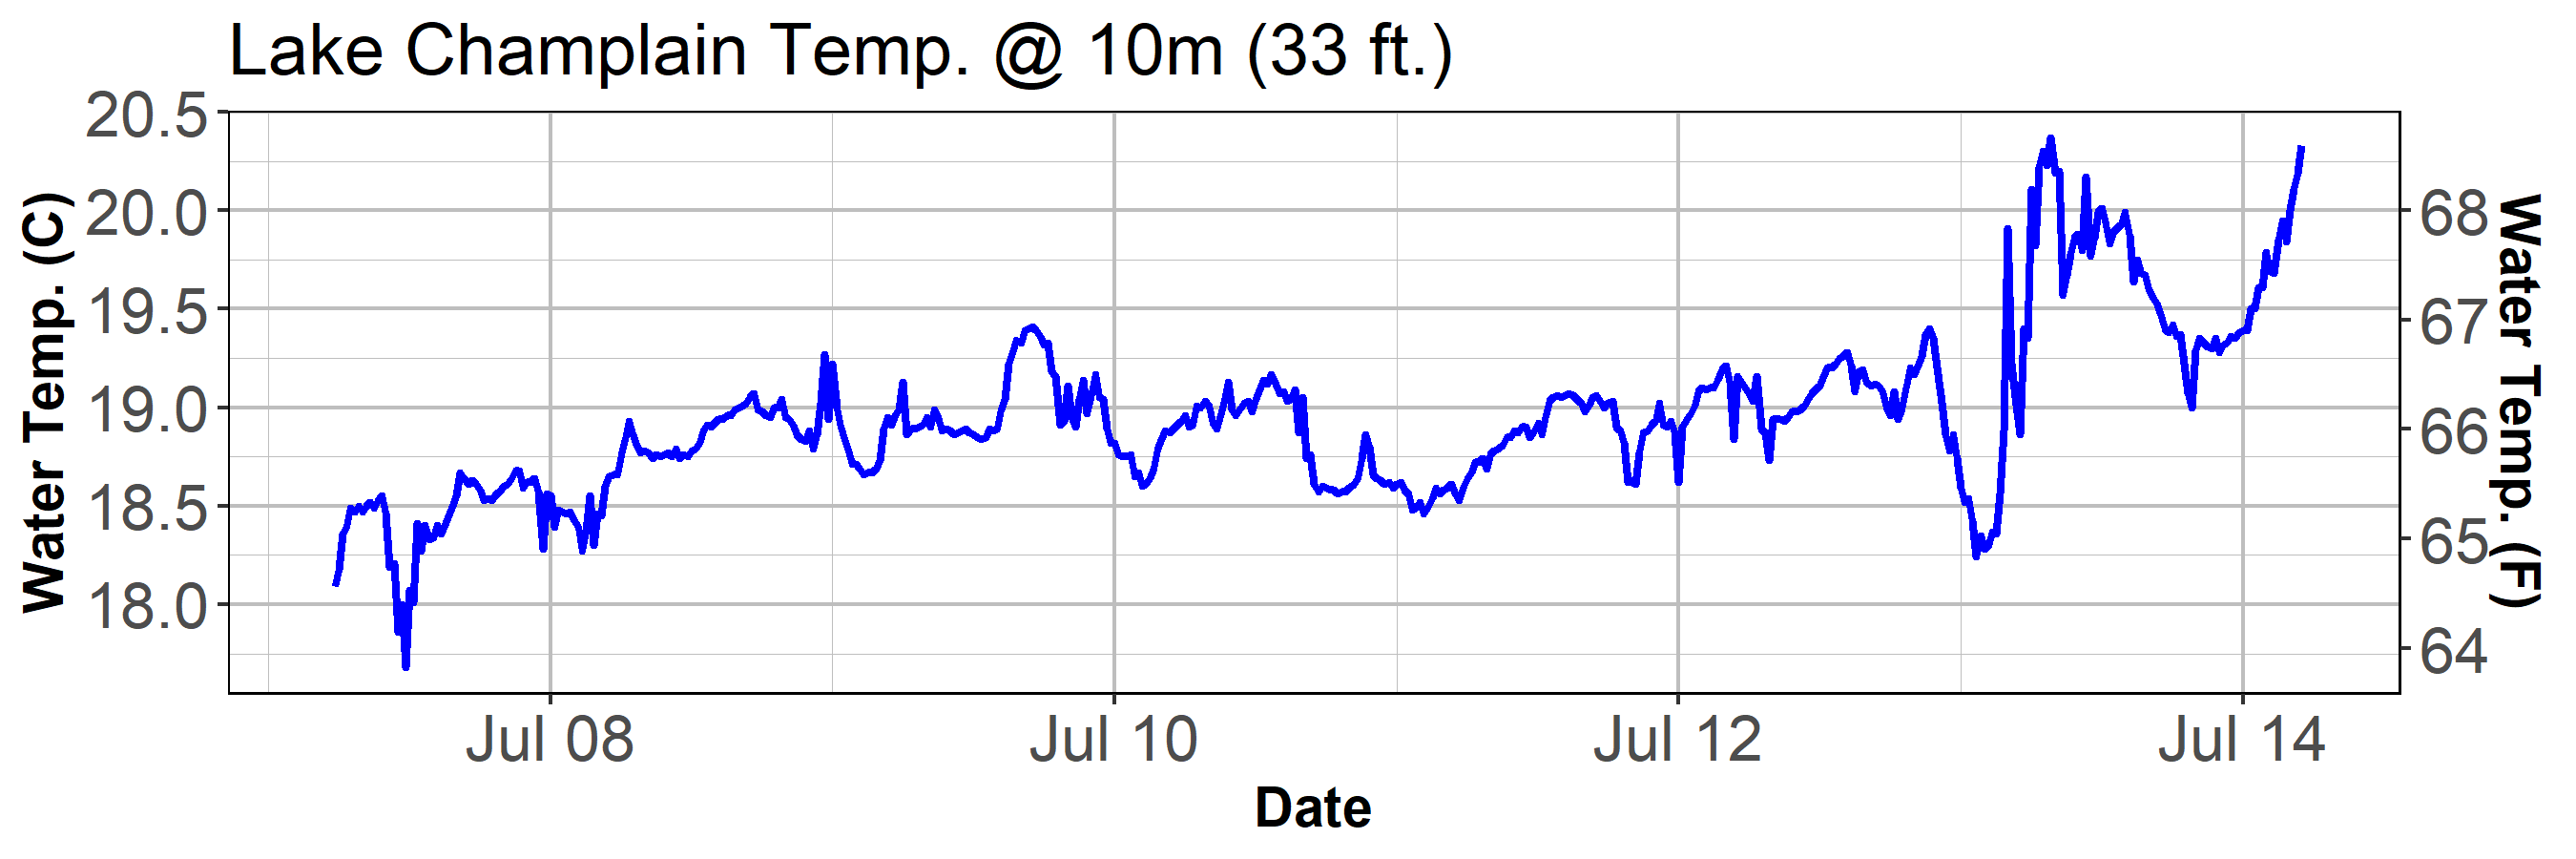 Lake Champlain Temp. @ 10m (33 ft.)
Water Temp. (C)
20.5
20.0
19.5
19.0
18.5
18.0
68
67
66
65
64
Water Temp. (F)
Jul 08 Jul 10 Jul 12 Jul 14
Date